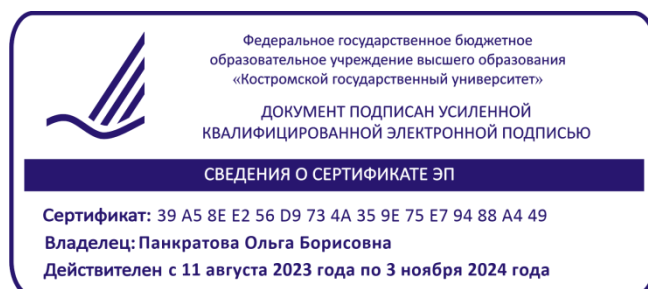 Федеральное государственное бюджетное
образовательное учреждение высшего образования
«Костромской государственный университет»
ДОКУМЕНТ ПОДПИСАН УСИЛЕННОЙ
КВАЛИФИЦИРОВАННОЙ ЭЛЕКТРОННОЙ ПОДПИСЬЮ
СВЕДЕНИЯ О СЕРТИФИКАТЕ ЭП
Сертификат: 39 A5 8E E2 56 D9 73 4A 35 9E 75 E7 94 88 A4 49
Владелец: Панкратова Ольга Борисовна
Действителен с 11 августа 2023 года по 3 ноября 2024 года